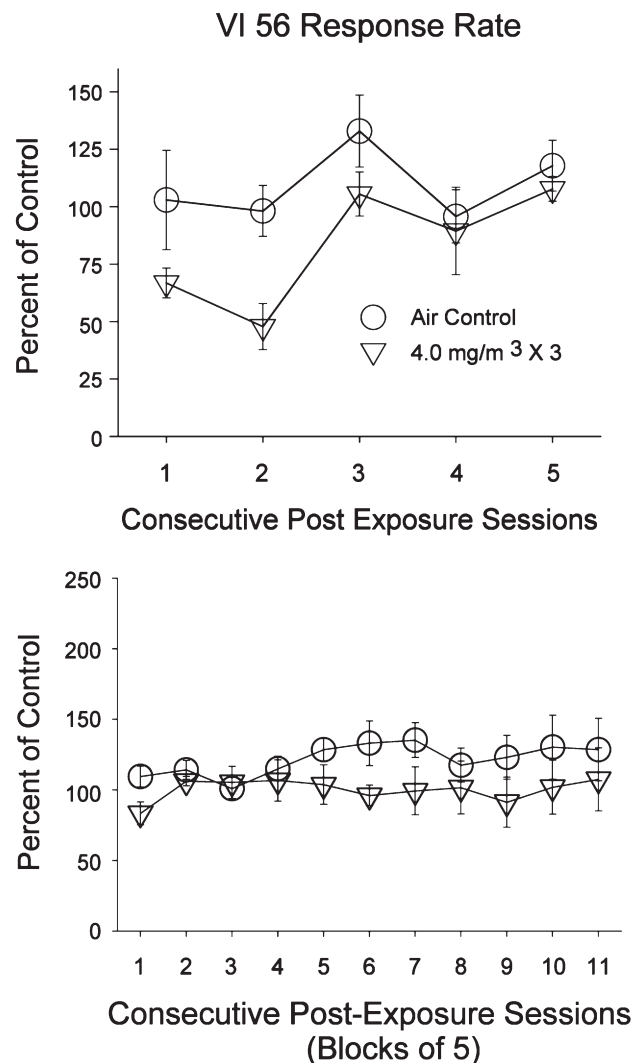 VI 56 Response Rate
150
125
100
75
50
25
0
Percent of Control
Air Control
4.0 mg/m 3 X 3
1 2 3 4 5
Consecutive Post Exposure Sessions
250
200
150
100
50
0
Percent of Control
1 2 3 4 5 6 7 8 9 10 11
Consecutive Post-Exposure Sessions
(Blocks of 5)